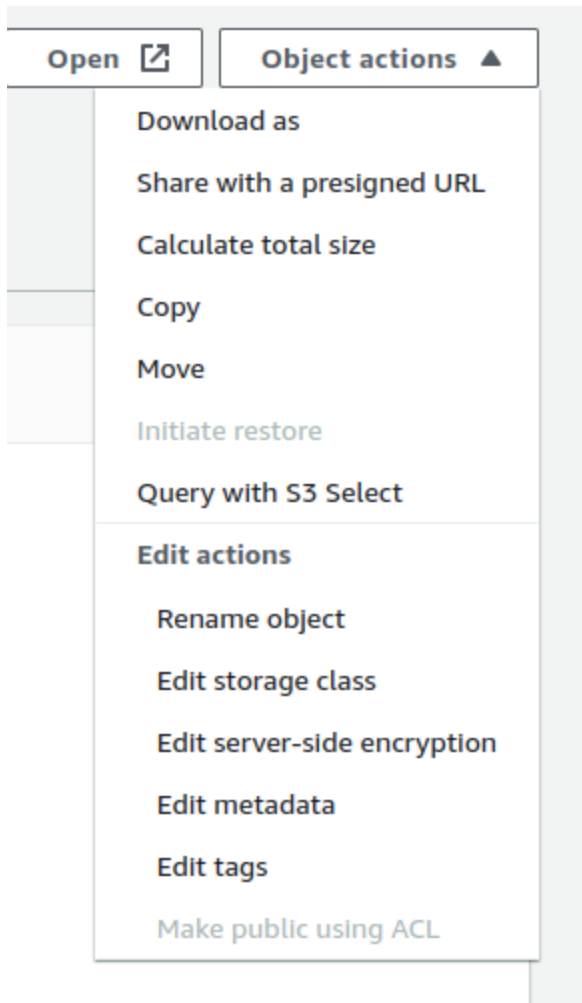 Open
Object actions
Download as
Share with a presigned URL
Calculate total size
Copy
Move
Initiate restore
Query with S3 Select
Edit actions
Rename object
Edit storage class
Edit server-side encryption
Edit metadata
Edit tags
Make public using ACL